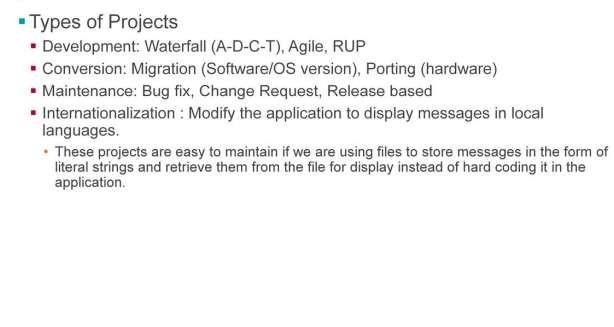 Types of Projects
Development: Waterfall (A-D-C-T), Agile, RUP
Conversion: Migration (Software/OS version), Porting (hardware)
Maintenance: Bug fix, Change Request, Release based
Internationalization : Modify the application to display messages in local
languages.
These projects are easy to maintain if we are using files to store messages in the form of
literal strings and retrieve them from the file for display instead of hard coding it in the
application.